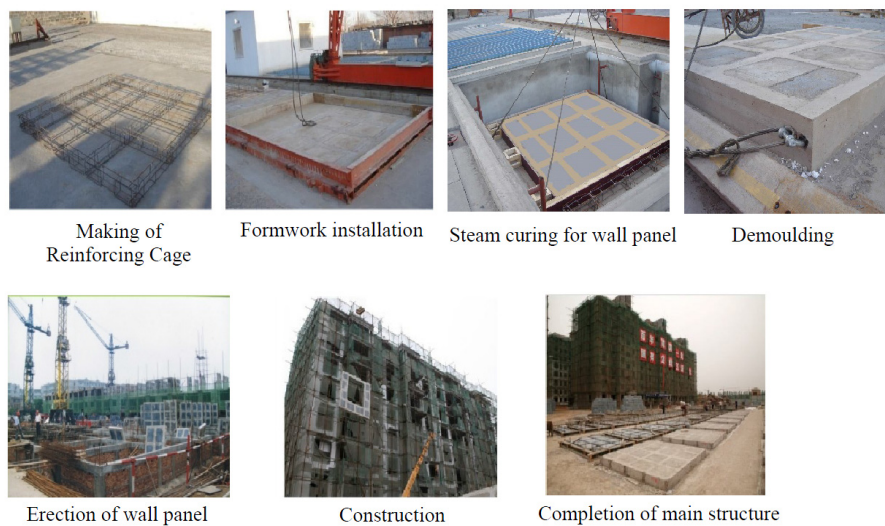 Making of
Reinforcing Cage
Formwork installation
Steam curing for wall panel
Demoulding
Erection of wall panel
Construction
Completion of main structure